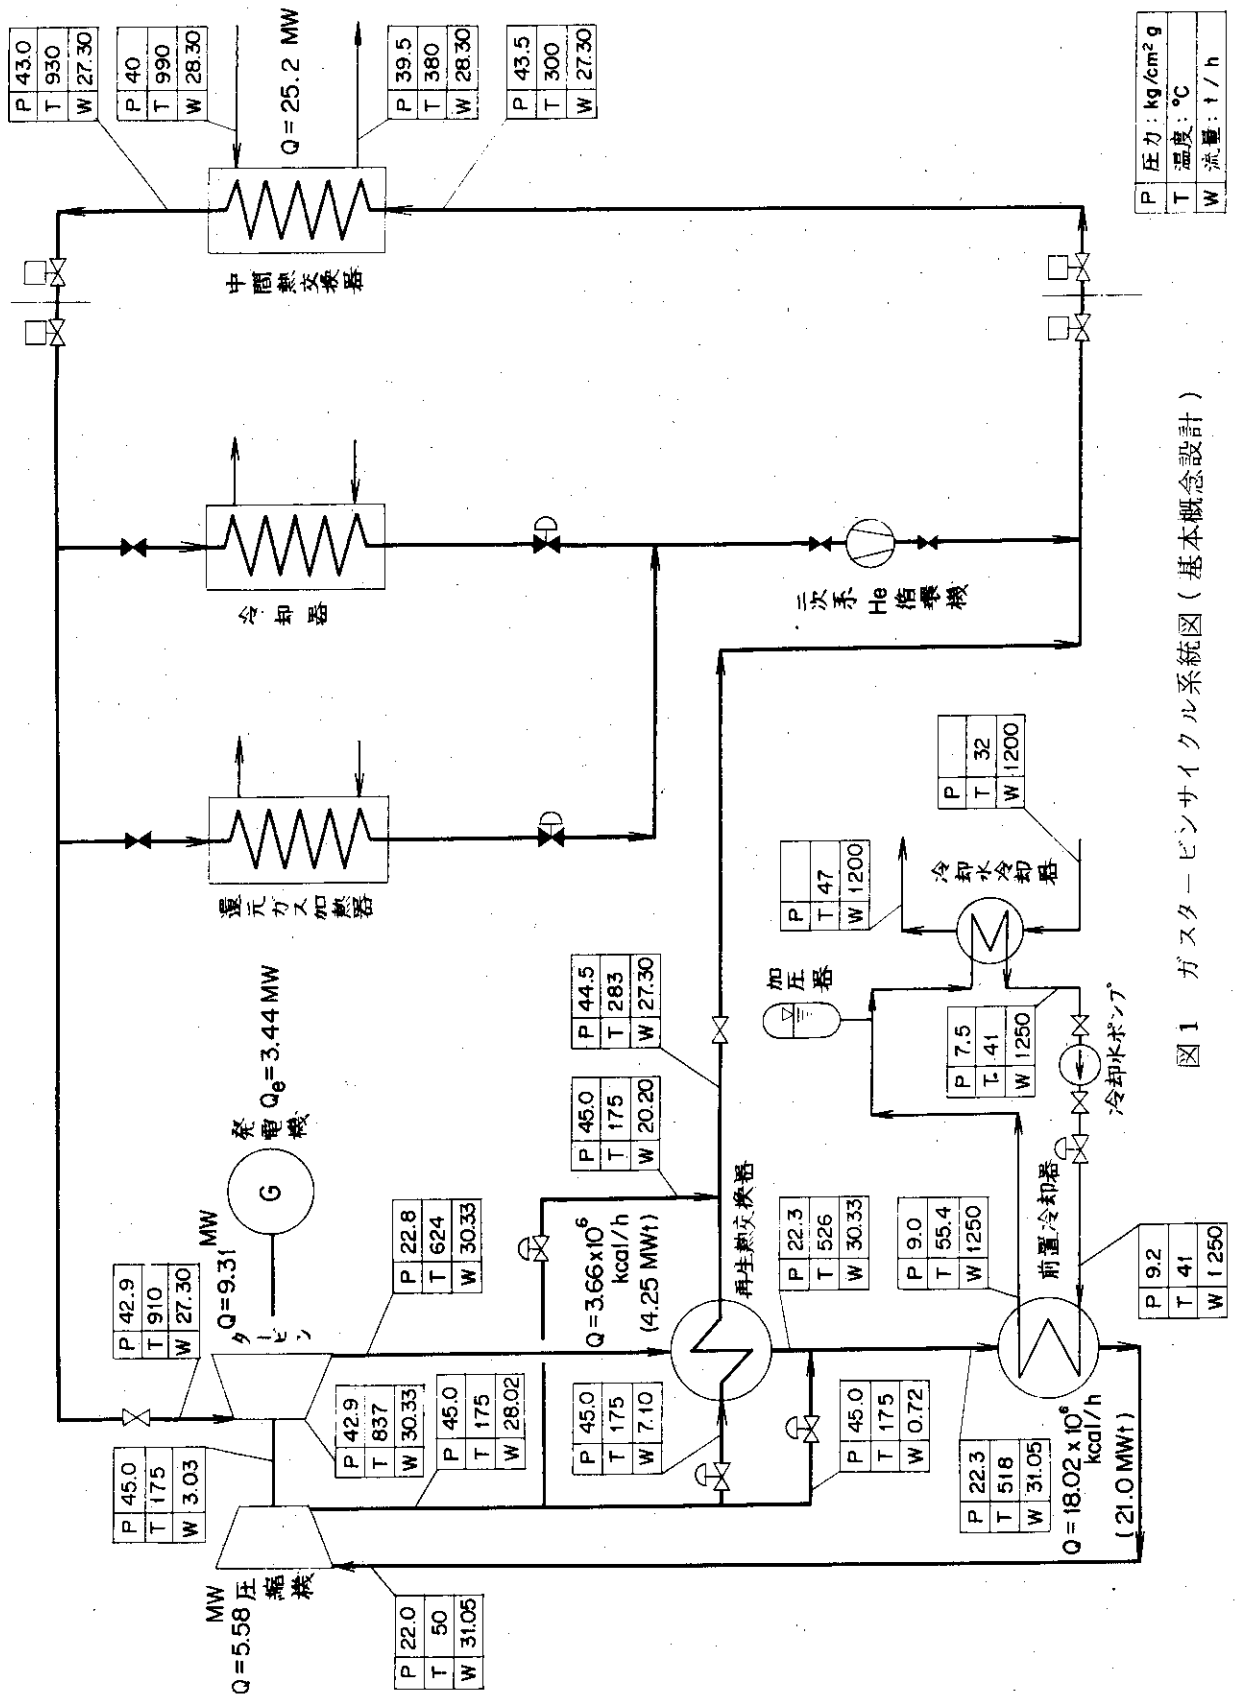 P 43.0
T 930
W 27.30
P 40
T 990
W 28.30
Q=25.2 MW
P 39.5
T 380
W 28.30
P 43.5
T 300
W 27.30
中間熱交換器
冷却器
還元ガス加熱器
二次系
He循環機
発電機
Qe=3.44MW
G
MW
Q=9.31
タービン
P 42.9
T 910
W 27.30
P 45.0
T 175
W 3.03
MW
Q=5.58
圧縮機
P 42.9
T 837
W 30.33
P 22.8
T 624
W 30.33
P 45.0
T 175
W 28.02
P 22.0
T 50
W 31.05
Q=3.66x10⁶
kcal/h
(4.25 MWt)
P 45.0
T 175
W 7.10
再生熱交換器
P 45.0
T 175
W 20.20
P 44.5
T 283
W 27.30
P 22.3
T 526
W 30.33
P 45.0
T 175
W 0.72
P 22.3
T 518
W 31.05
Q=18.02x10⁶
kcal/h
(21.0 MWt)
P 9.0
T 55.4
W 1250
前置冷却器
P 9.2
T 41
W 1250
冷却水ポンプ
加圧器
P 7.5
T. 41
W 1250
冷却水冷却器
P
T 47
W 1200
P
T 32
W 1200
P 圧力: kg/cm² g
T 温度: °C
W 流量: t / h
図1 ガスタービンサイクル系統図(基本概念設計)